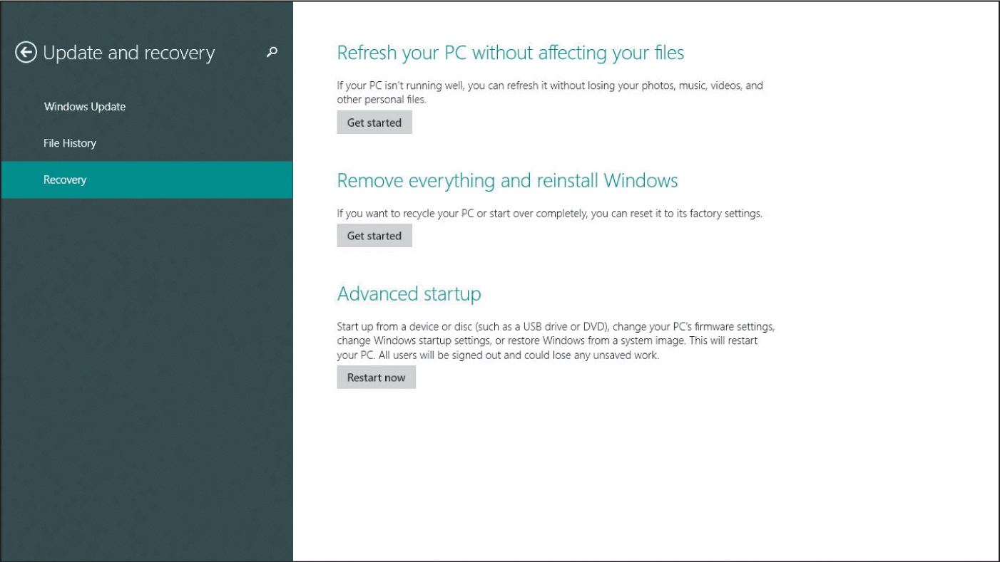 Update and recovery
Windows Update
File History
Recovery
Refresh your PC without affecting your files
If your PC isn't running well, you can refresh it without losing your photos, music, videos, and
other personal files.
Get started
Remove everything and reinstall Windows
If you want to recycle your PC or start over completely, you can reset it to its factory settings.
Get started
Advanced startup
Start up from a device or disc (such as a USB drive or DVD), change your PC's firmware settings,
change Windows startup settings, or restore Windows from a system image. This will restart
your PC. All users will be signed out and could lose any unsaved work.
Restart now